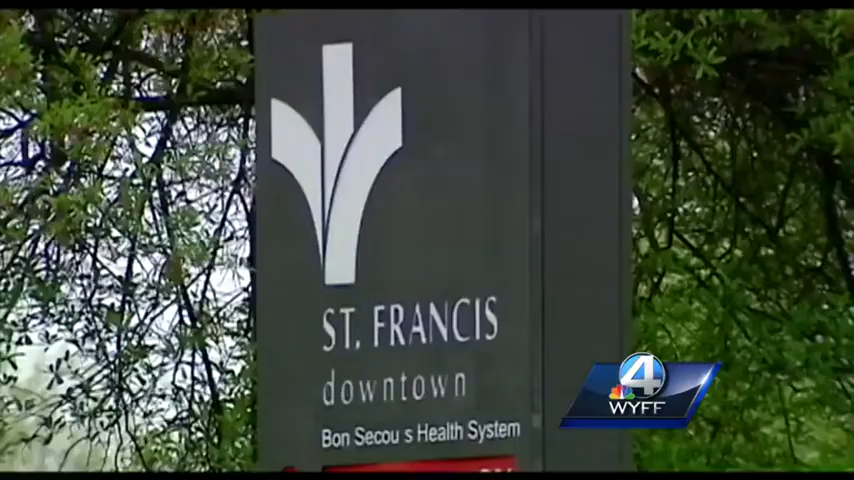 ST. FRANCIS
downtown
Bon Secou s Health System
4
WYFF